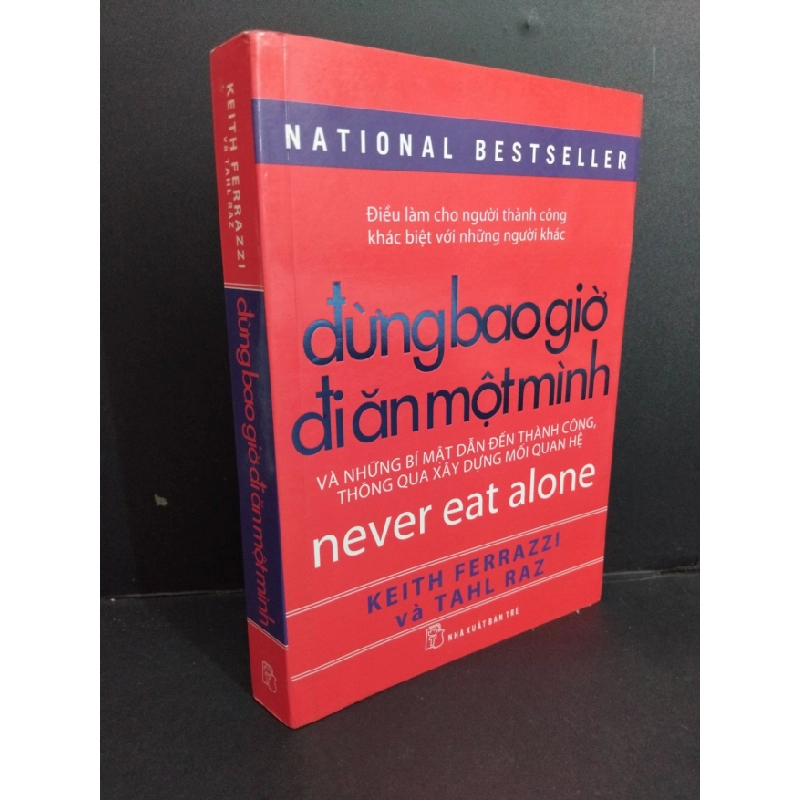 NATIONAL BESTSELLER
Điều làm cho người thành công
khác biệt với những người khác
đừng bao giờ
đi ăn một mình
VÀ NHỮNG BÍ MẬT DẪN ĐẾN THÀNH CÔNG,
THÔNG QUA XÂY DỰNG MỐI QUAN HỆ
never eat alone
KEITH FERRAZZI
và TAHL RAZ
NHÀ XUẤT BẢN TRẺ
KEITH FERRAZZI
và TAHL RAZ
đừng bao giờ đi ăn một mình